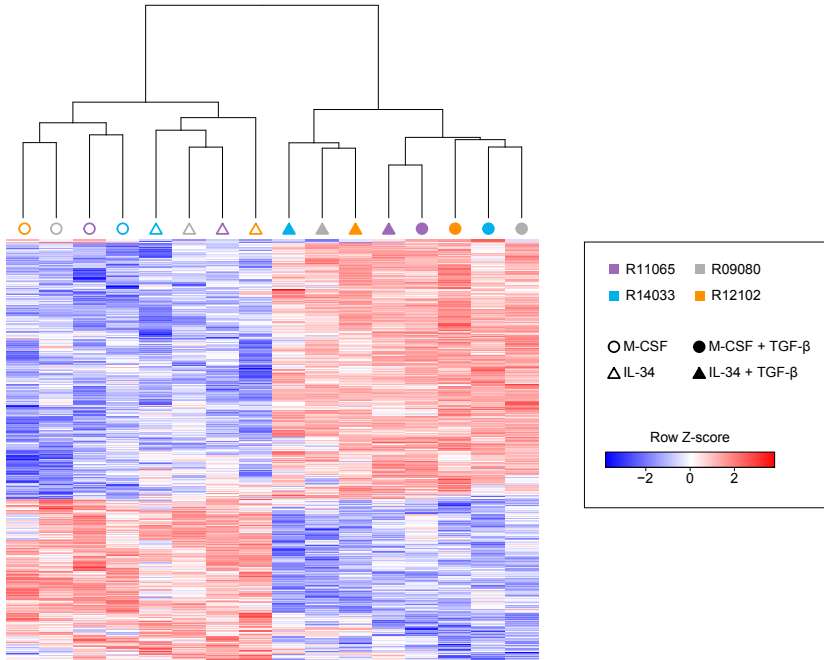 R11065 R09080
R14033 R12102
M-CSF M-CSF + TGF-β
IL-34 IL-34 + TGF-β
Row Z-score
−2 0 2